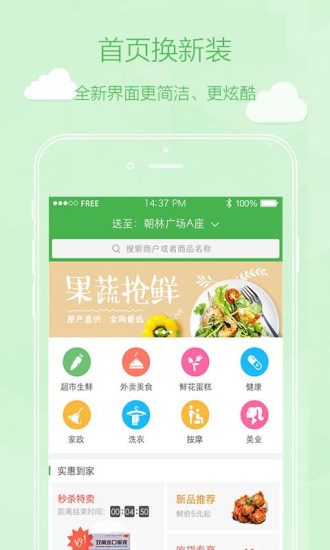 首页换新装
全新界面更简洁、更炫酷
FREE 14:37 PM 100%
送至：朝林广场A座
搜索商户或者商品名称
果蔬抢鲜
原产直供 全网最低
超市生鲜 外卖美食 鲜花蛋糕 健康
家政 洗衣 按摩 美业
实惠到家
秒杀特卖
距离结束时间： 00 : 04 : 50
秒！
新品推荐
鲜价5元起
吃货专享